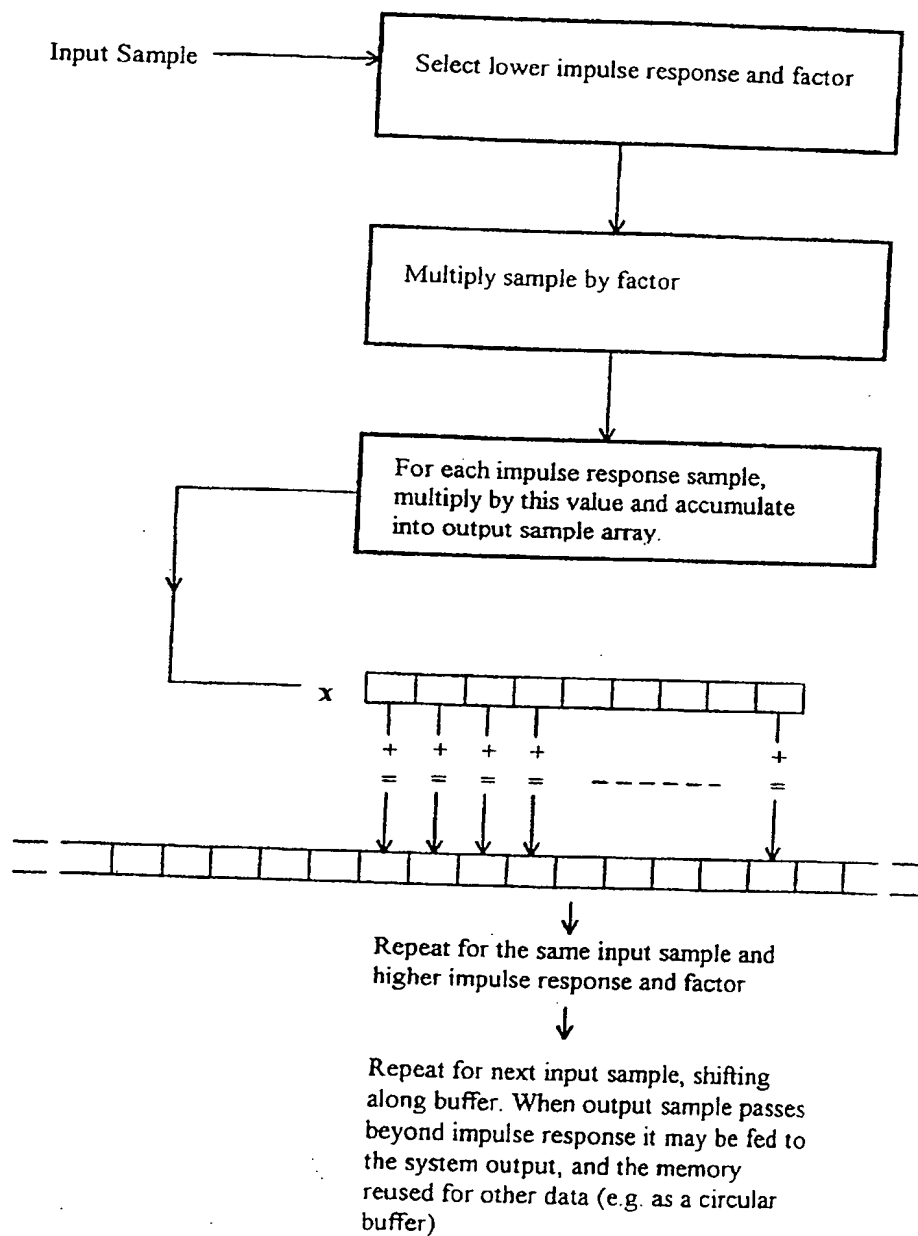 Input Sample
Select lower impulse response and factor
Multiply sample by factor
For each impulse response sample,
multiply by this value and accumulate
into output sample array.
x
+ + + + +
= = = = =
Repeat for the same input sample and
higher impulse response and factor
Repeat for next input sample, shifting
along buffer. When output sample passes
beyond impulse response it may be fed to
the system output, and the memory
reused for other data (e.g. as a circular
buffer)